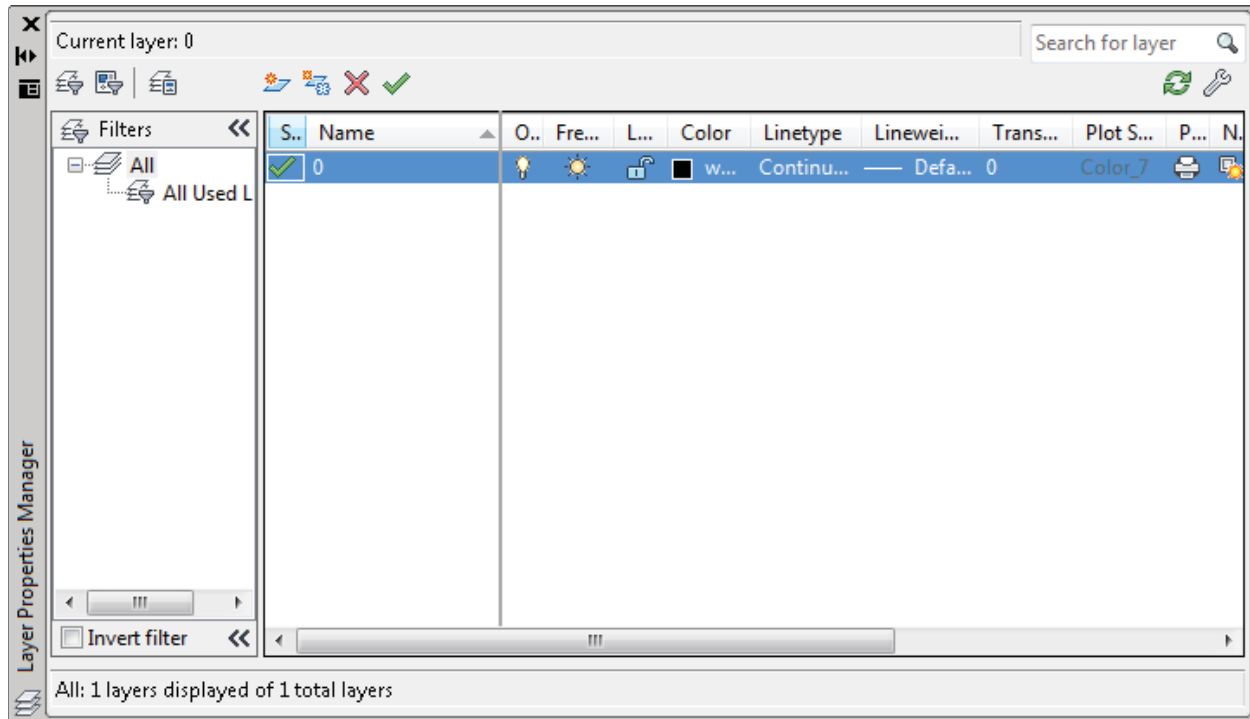 Current layer: 0
Search for layer
Filters
S.. Name O.. Fre... L... Color Linetype Linewei... Trans... Plot S... P... N.
All
0 w... Continu... Defa... 0 Color_7
All Used L
Layer Properties Manager
Invert filter
All: 1 layers displayed of 1 total layers